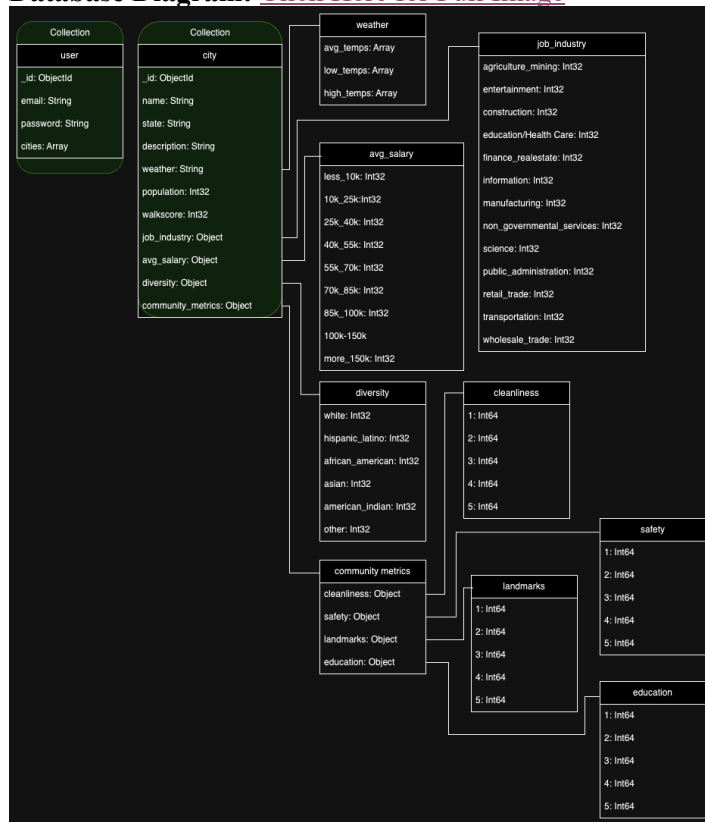 Database Diagram: Click Here for Full Image
Collection
user
_id: ObjectId
email: String
password: String
cities: Array
Collection
city
_id: ObjectId
name: String
state: String
description: String
weather: String
population: Int32
walkscore: Int32
job_industry: Object
avg_salary: Object
diversity: Object
community_metrics: Object
weather
avg_temps: Array
low_temps: Array
high_temps: Array
job_industry
agriculture_mining: Int32
entertainment: Int32
construction: Int32
education/Health Care: Int32
finance_realestate: Int32
information: Int32
manufacturing: Int32
non_governmental_services: Int32
science: Int32
public_administration: Int32
retail_trade: Int32
transportation: Int32
wholesale_trade: Int32
avg_salary
less_10k: Int32
10k_25k:Int32
25k_40k: Int32
40k_55k: Int32
55k_70k: Int32
70k_85k: Int32
85k_100k: Int32
100k-150k
more_150k: Int32
diversity
white: Int32
hispanic_latino: Int32
african_american: Int32
asian: Int32
american_indian: Int32
other: Int32
cleanliness
1: Int64
2: Int64
3: Int64
4: Int64
5: Int64
community metrics
cleanliness: Object
safety: Object
landmarks: Object
education: Object
landmarks
1: Int64
2: Int64
3: Int64
4: Int64
5: Int64
safety
1: Int64
2: Int64
3: Int64
4: Int64
5: Int64
education
1: Int64
2: Int64
3: Int64
4: Int64
5: Int64